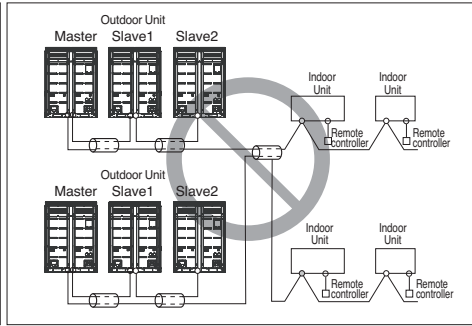 Outdoor Unit
Master Slave1 Slave2
Indoor
Unit
Indoor
Unit
Remote
controller
Remote
controller
Outdoor Unit
Master Slave1 Slave2
Indoor
Unit
Indoor
Unit
Remote
controller
Remote
controller